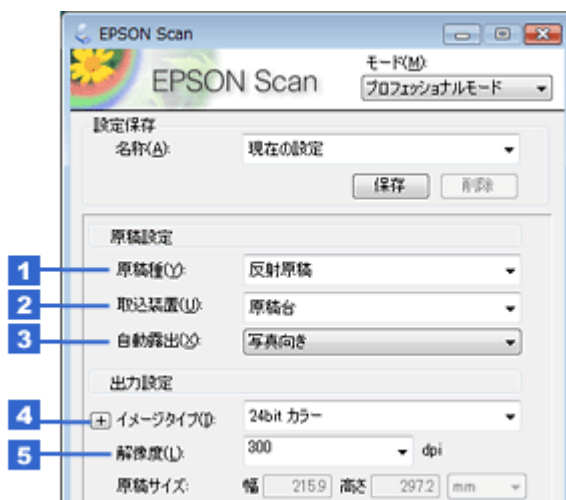 EPSON Scan
EPSON Scan
モード(M):
プロフェッショナルモード
設定保存
名称(A):
現在の設定
保存
削除
原稿設定
1
原稿種(Y):
反射原稿
2
取込装置(U):
原稿台
3
自動露出(X):
写真向き
出力設定
4
+ イメージタイプ(I):
24bit カラー
5
解像度(L):
300
dpi
原稿サイズ: 幅 215.9 高さ 297.2 mm